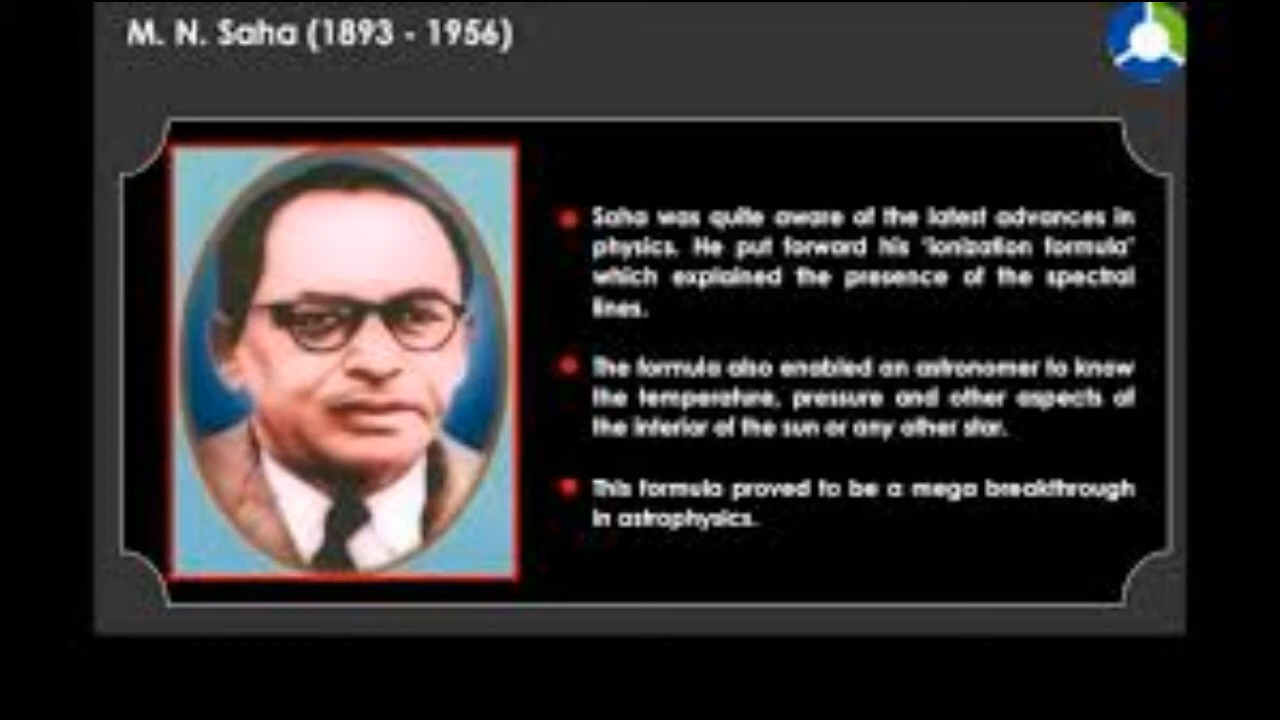 M. N. Saha (1893 - 1956)
Saha was quite aware of the latest advances in
physics. He put forward his 'ionization formula'
which explained the presence of the spectral
lines.
The formula also enabled an astronomer to know
the temperature, pressure and other aspects of
the interior of the sun or any other star.
This formula proved to be a mega breakthrough
in astrophysics.